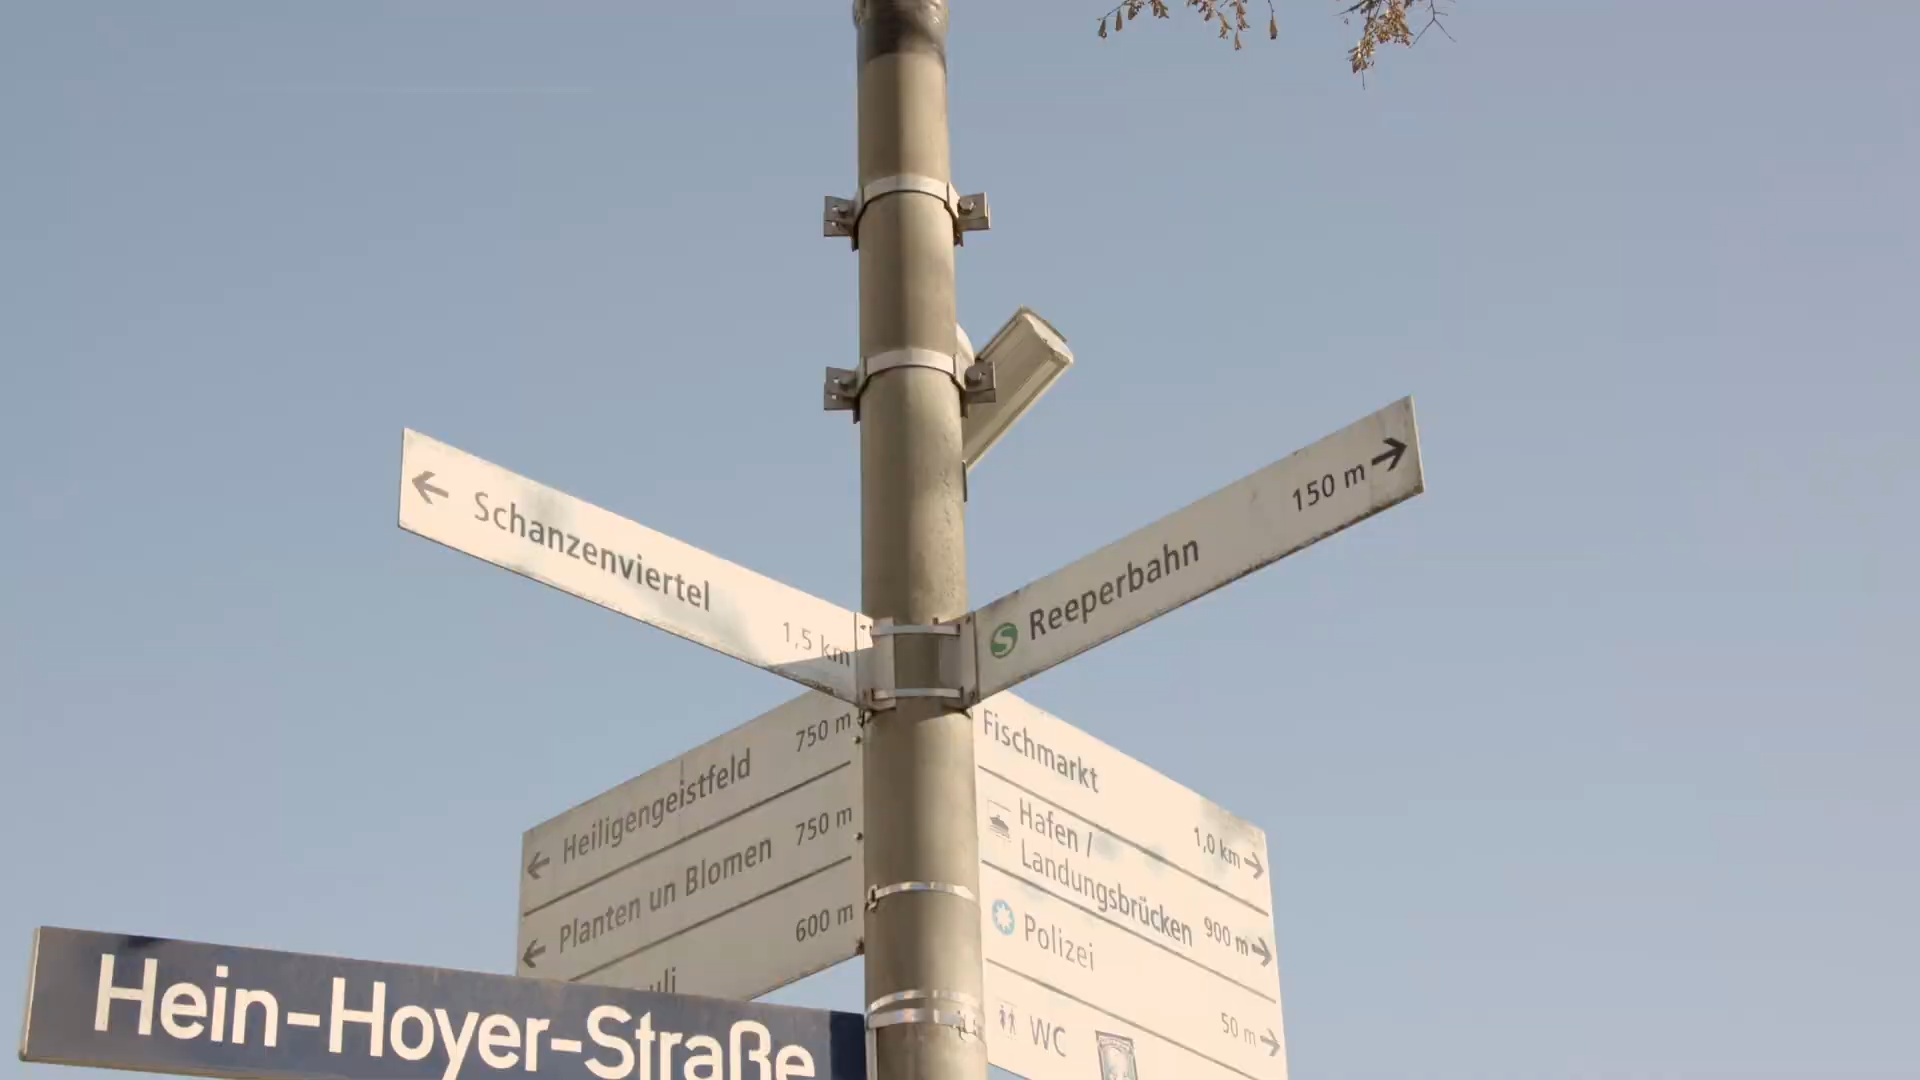 Schanzenviertel
1,5 km
S Reeperbahn
150 m
Heiligengeistfeld 750 m
Planten un Blomen 750 m
600 m
Fischmarkt
1,0 km
Hafen /
Landungsbrücken 900 m
Polizei
50 m
WC
Hein-Hoyer-Straße